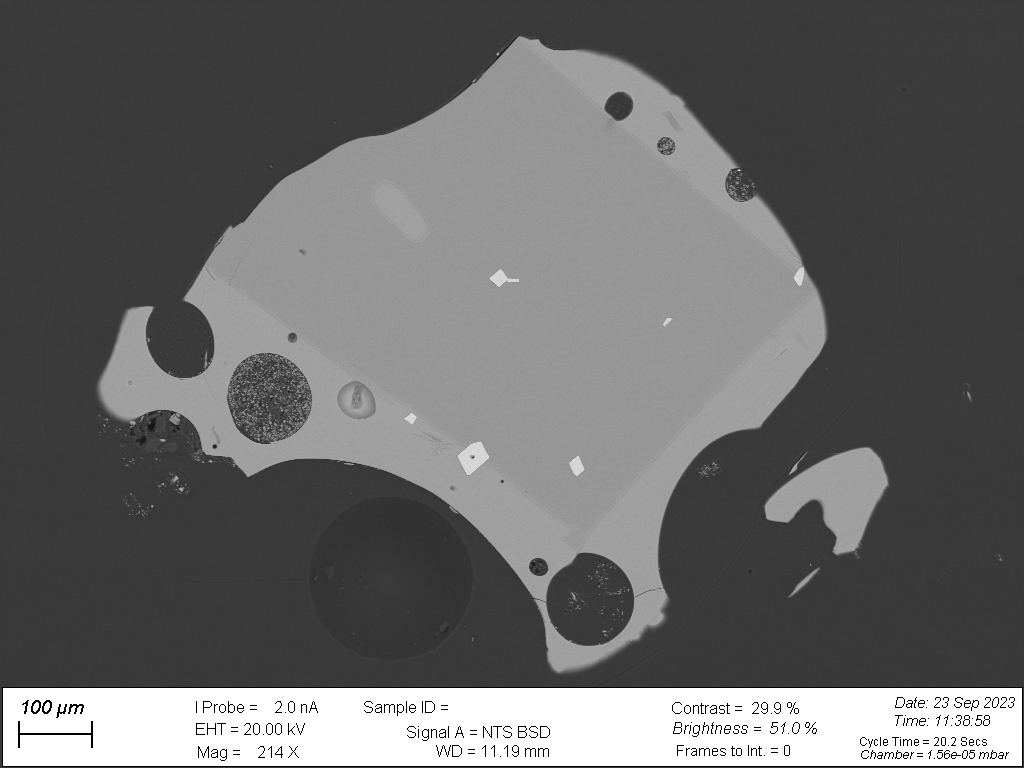 100 µm
I Probe = 2.0 nA
EHT = 20.00 kV
Mag = 214 X
Sample ID =
Signal A = NTS BSD
WD = 11.19 mm
Contrast = 29.9 %
Brightness = 51.0 %
Frames to Int. = 0
Date: 23 Sep 2023
Time: 11:38:58
Cycle Time = 20.2 Secs
Chamber = 1.56e-05 mbar